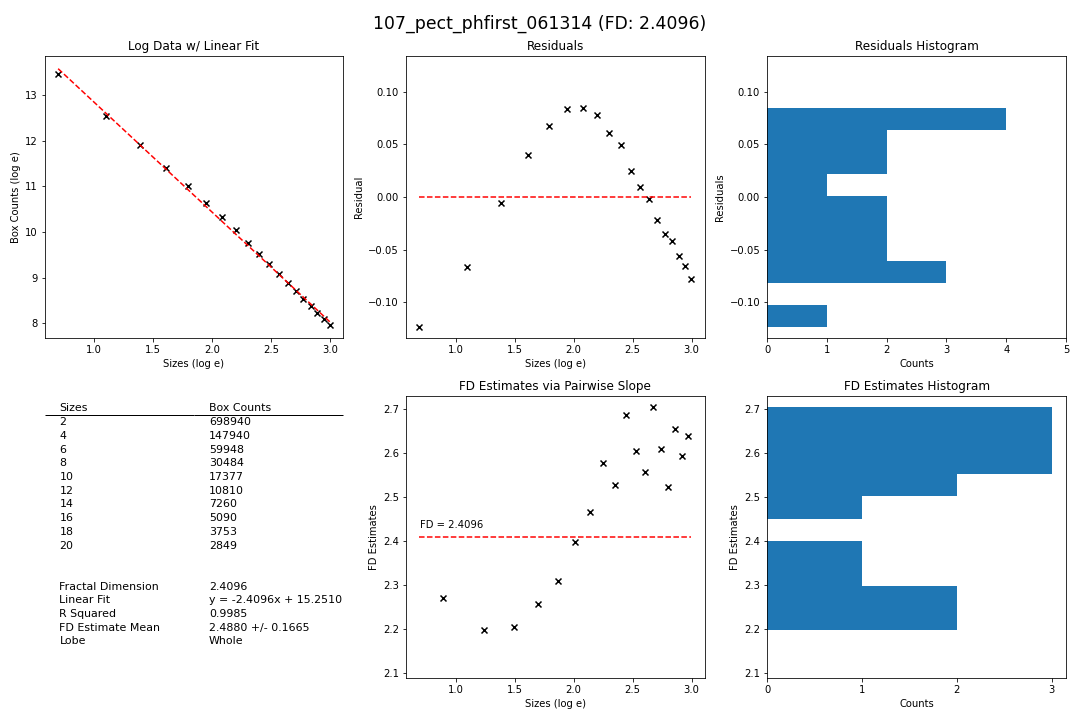 107_pect_phfirst_061314 (FD: 2.4096)
Log Data w/ Linear Fit
Box Counts (log e)
13
12
11
10
9
8
1.0 1.5 2.0 2.5 3.0
Sizes (log e)
Residuals
Residual
0.10
0.05
0.00
−0.05
−0.10
1.0 1.5 2.0 2.5 3.0
Sizes (log e)
Residuals Histogram
Residuals
0.10
0.05
0.00
−0.05
−0.10
0 1 2 3 4 5
Counts
Sizes Box Counts
2 698940
4 147940
6 59948
8 30484
10 17377
12 10810
14 7260
16 5090
18 3753
20 2849
Fractal Dimension 2.4096
Linear Fit y = -2.4096x + 15.2510
R Squared 0.9985
FD Estimate Mean 2.4880 +/- 0.1665
Lobe Whole
FD Estimates via Pairwise Slope
FD Estimates
2.7
2.6
2.5
2.4
2.3
2.2
2.1
FD = 2.4096
1.0 1.5 2.0 2.5 3.0
Sizes (log e)
FD Estimates Histogram
FD Estimates
2.7
2.6
2.5
2.4
2.3
2.2
2.1
0 1 2 3
Counts